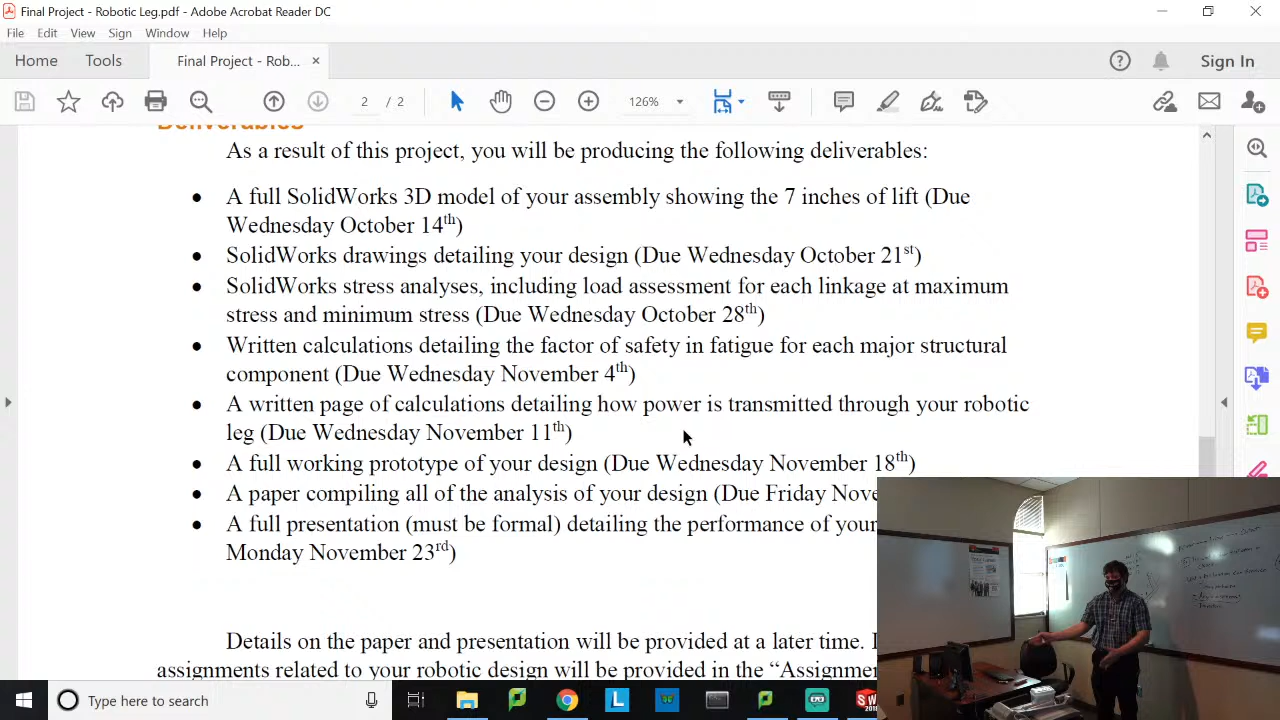 Final Project - Robotic Leg.pdf - Adobe Acrobat Reader DC
File Edit View Sign Window Help
Home Tools Final Project - Rob... × Sign In
2 / 2 126%
Deliverables
As a result of this project, you will be producing the following deliverables:
• A full SolidWorks 3D model of your assembly showing the 7 inches of lift (Due
Wednesday October 14th)
• SolidWorks drawings detailing your design (Due Wednesday October 21st)
• SolidWorks stress analyses, including load assessment for each linkage at maximum
stress and minimum stress (Due Wednesday October 28th)
• Written calculations detailing the factor of safety in fatigue for each major structural
component (Due Wednesday November 4th)
• A written page of calculations detailing how power is transmitted through your robotic
leg (Due Wednesday November 11th)
• A full working prototype of your design (Due Wednesday November 18th)
• A paper compiling all of the analysis of your design (Due Friday Nove
• A full presentation (must be formal) detailing the performance of your
Monday November 23rd)
Details on the paper and presentation will be provided at a later time.
assignments related to your robotic design will be provided in the “Assignmen
Type here to search